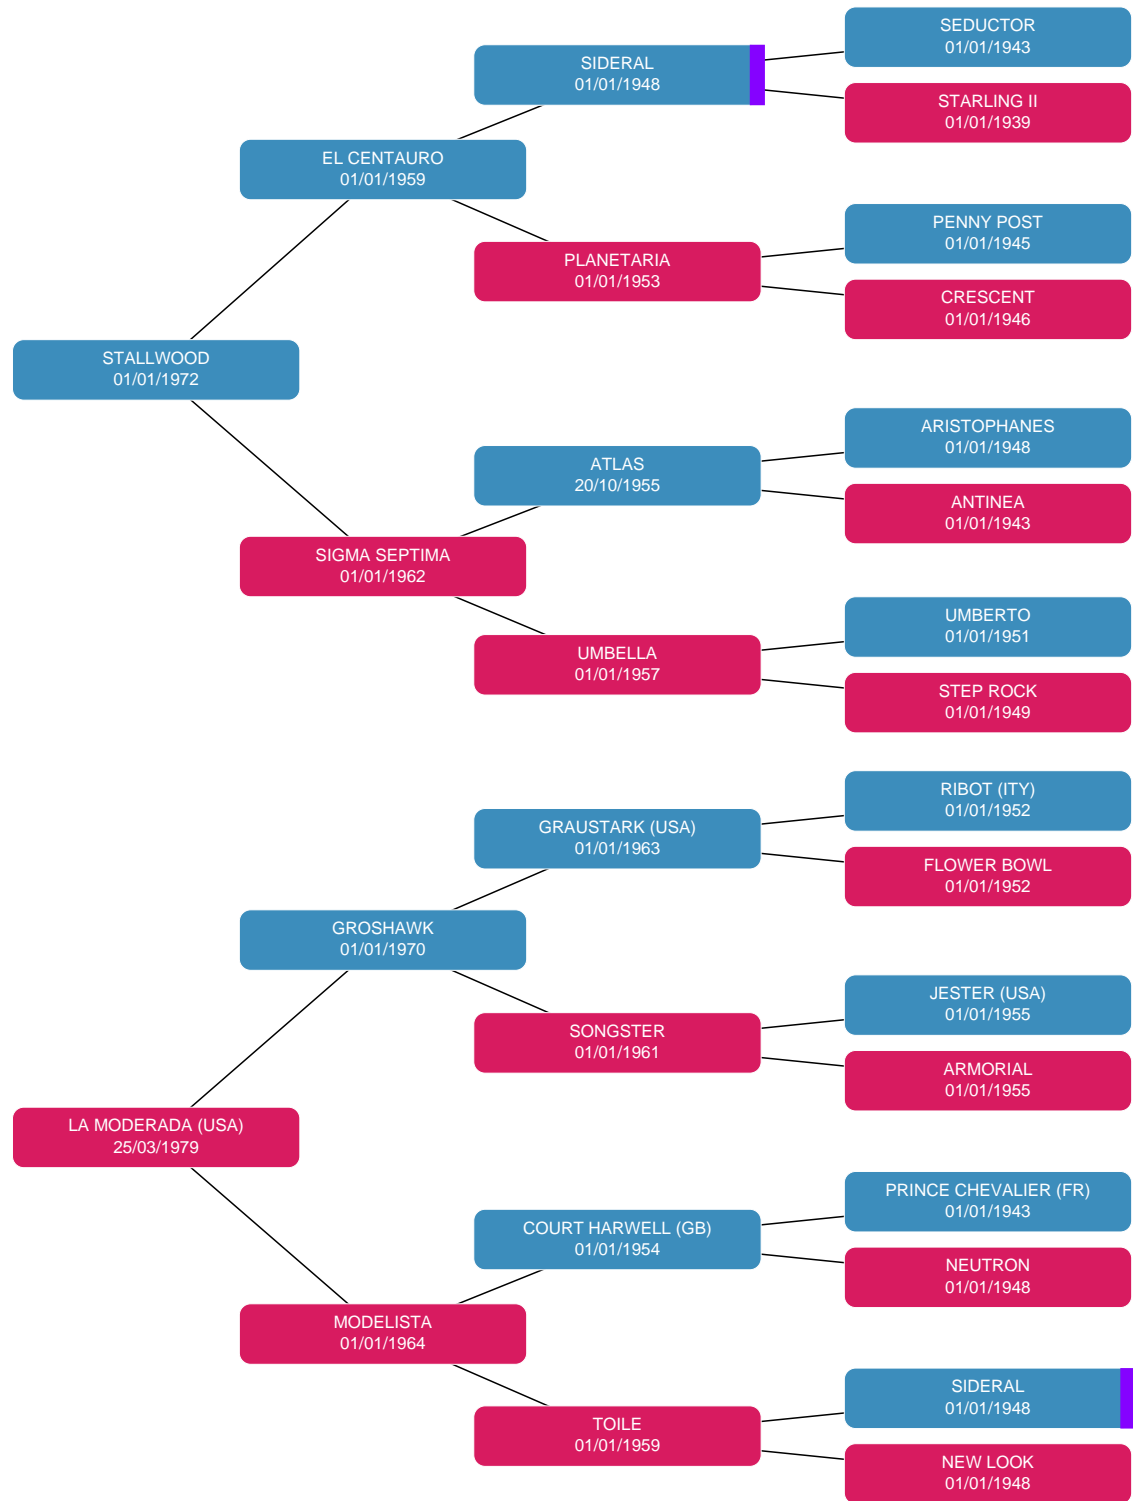 SEDUCTOR
01/01/1943
SIDERAL
01/01/1948
STARLING II
01/01/1939
EL CENTAURO
01/01/1959
PENNY POST
01/01/1945
PLANETARIA
01/01/1953
CRESCENT
01/01/1946
STALLWOOD
01/01/1972
ARISTOPHANES
01/01/1948
ATLAS
20/10/1955
ANTINEA
01/01/1943
SIGMA SEPTIMA
01/01/1962
UMBERTO
01/01/1951
UMBELLA
01/01/1957
STEP ROCK
01/01/1949
RIBOT (ITY)
01/01/1952
GRAUSTARK (USA)
01/01/1963
FLOWER BOWL
01/01/1952
GROSHAWK
01/01/1970
JESTER (USA)
01/01/1955
SONGSTER
01/01/1961
ARMORIAL
01/01/1955
LA MODERADA (USA)
25/03/1979
PRINCE CHEVALIER (FR)
01/01/1943
COURT HARWELL (GB)
01/01/1954
NEUTRON
01/01/1948
MODELISTA
01/01/1964
SIDERAL
01/01/1948
TOILE
01/01/1959
NEW LOOK
01/01/1948